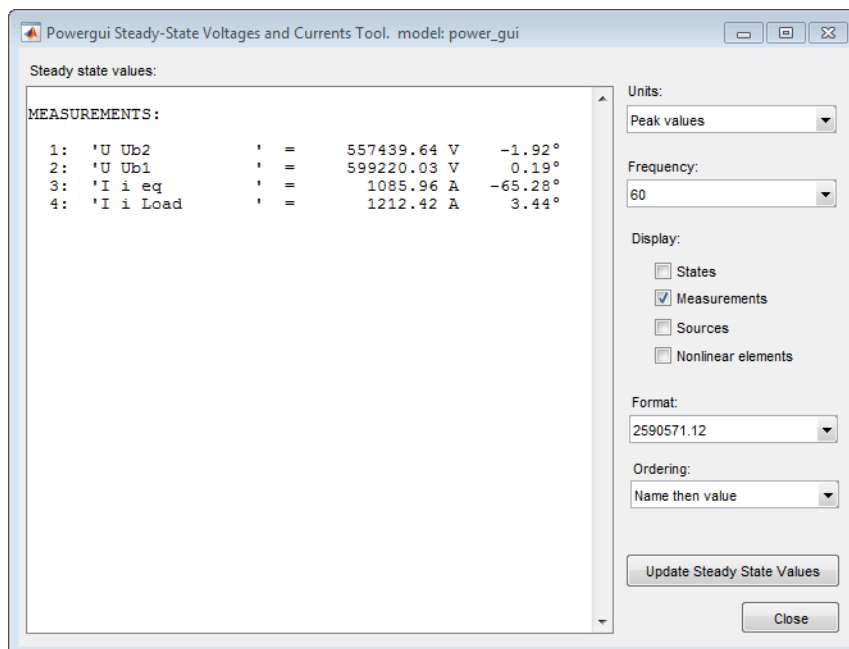 Powergui Steady-State Voltages and Currents Tool. model: power_gui
Steady state values:
MEASUREMENTS:
1: 'U Ub2 ' = 557439.64 V -1.92°
2: 'U Ub1 ' = 599220.03 V 0.19°
3: 'I i eq ' = 1085.96 A -65.28°
4: 'I i Load ' = 1212.42 A 3.44°
Units:
Peak values
Frequency:
60
Display:
States
Measurements
Sources
Nonlinear elements
Format:
2590571.12
Ordering:
Name then value
Update Steady State Values
Close